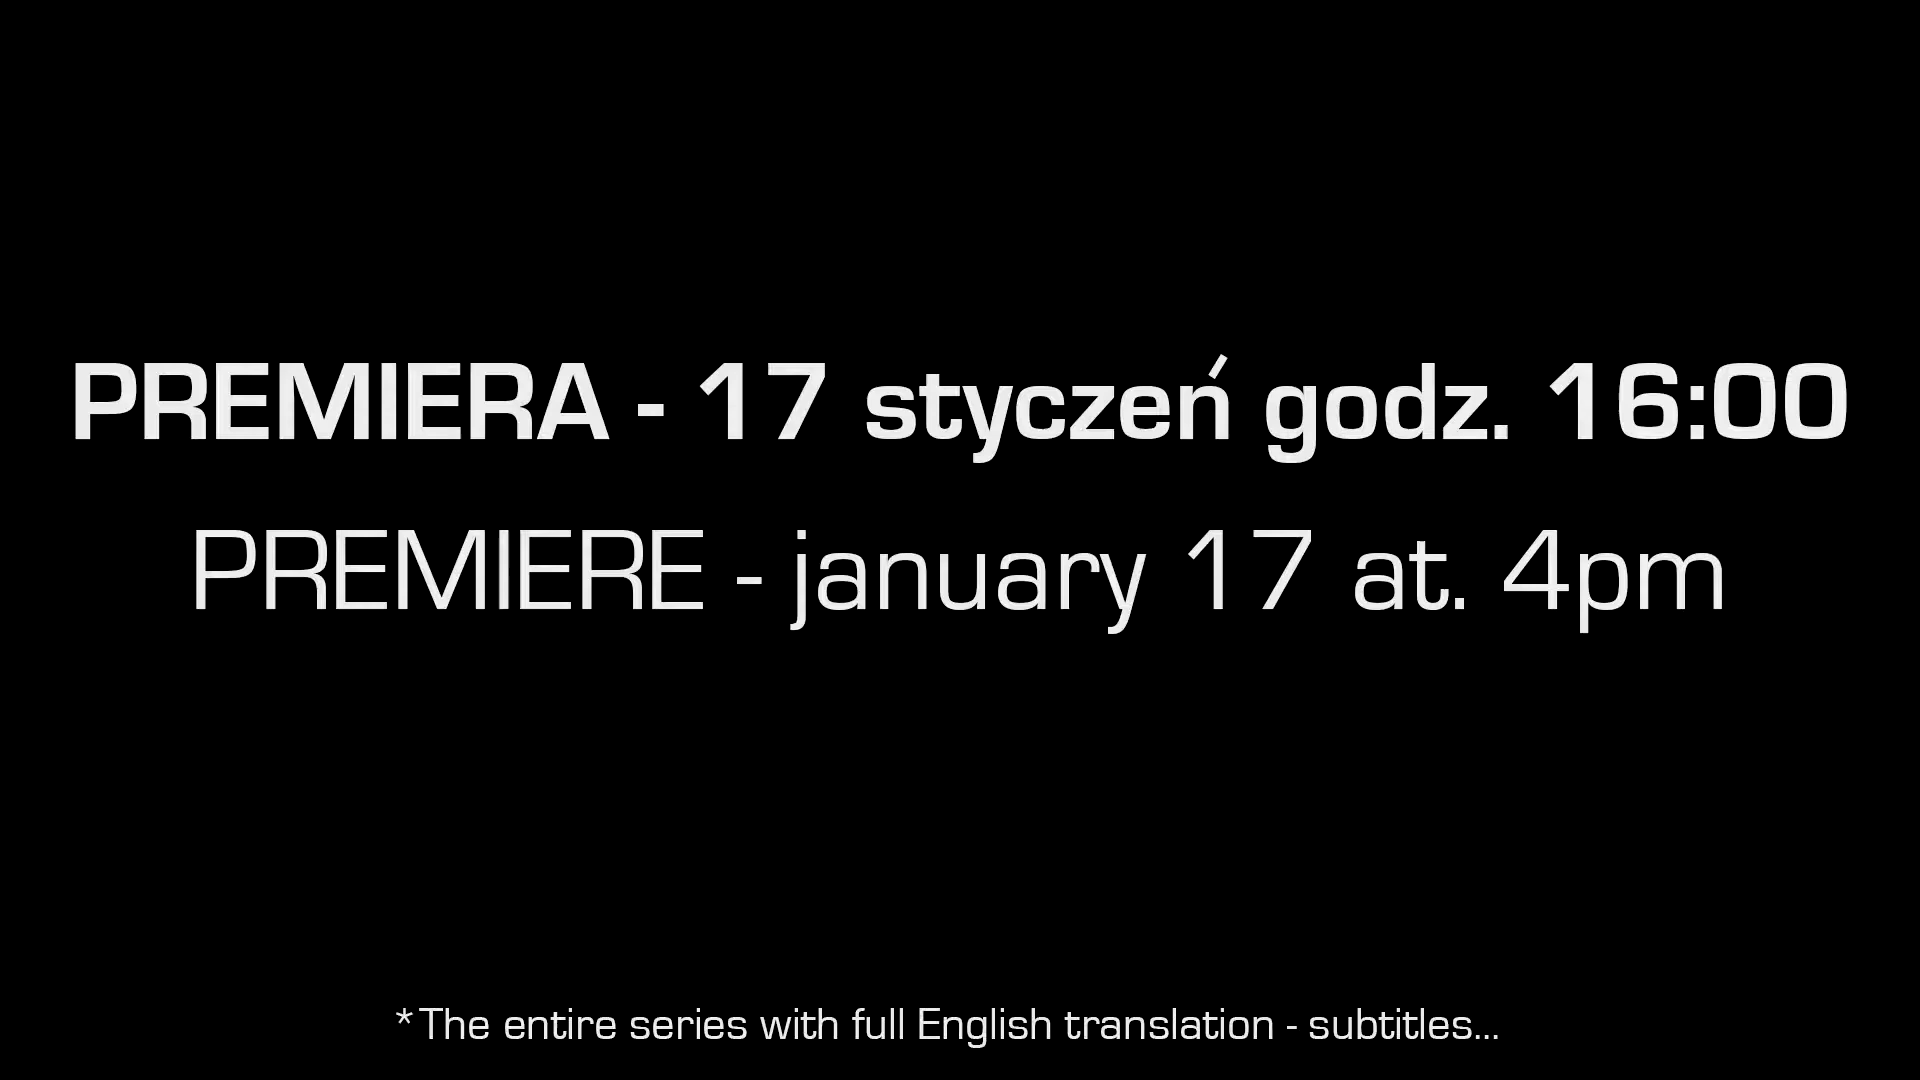 PREMIERA - 17 styczeń godz. 16:00
PREMIERE - january 17 at. 4pm
*The entire series with full English translation - subtitles...